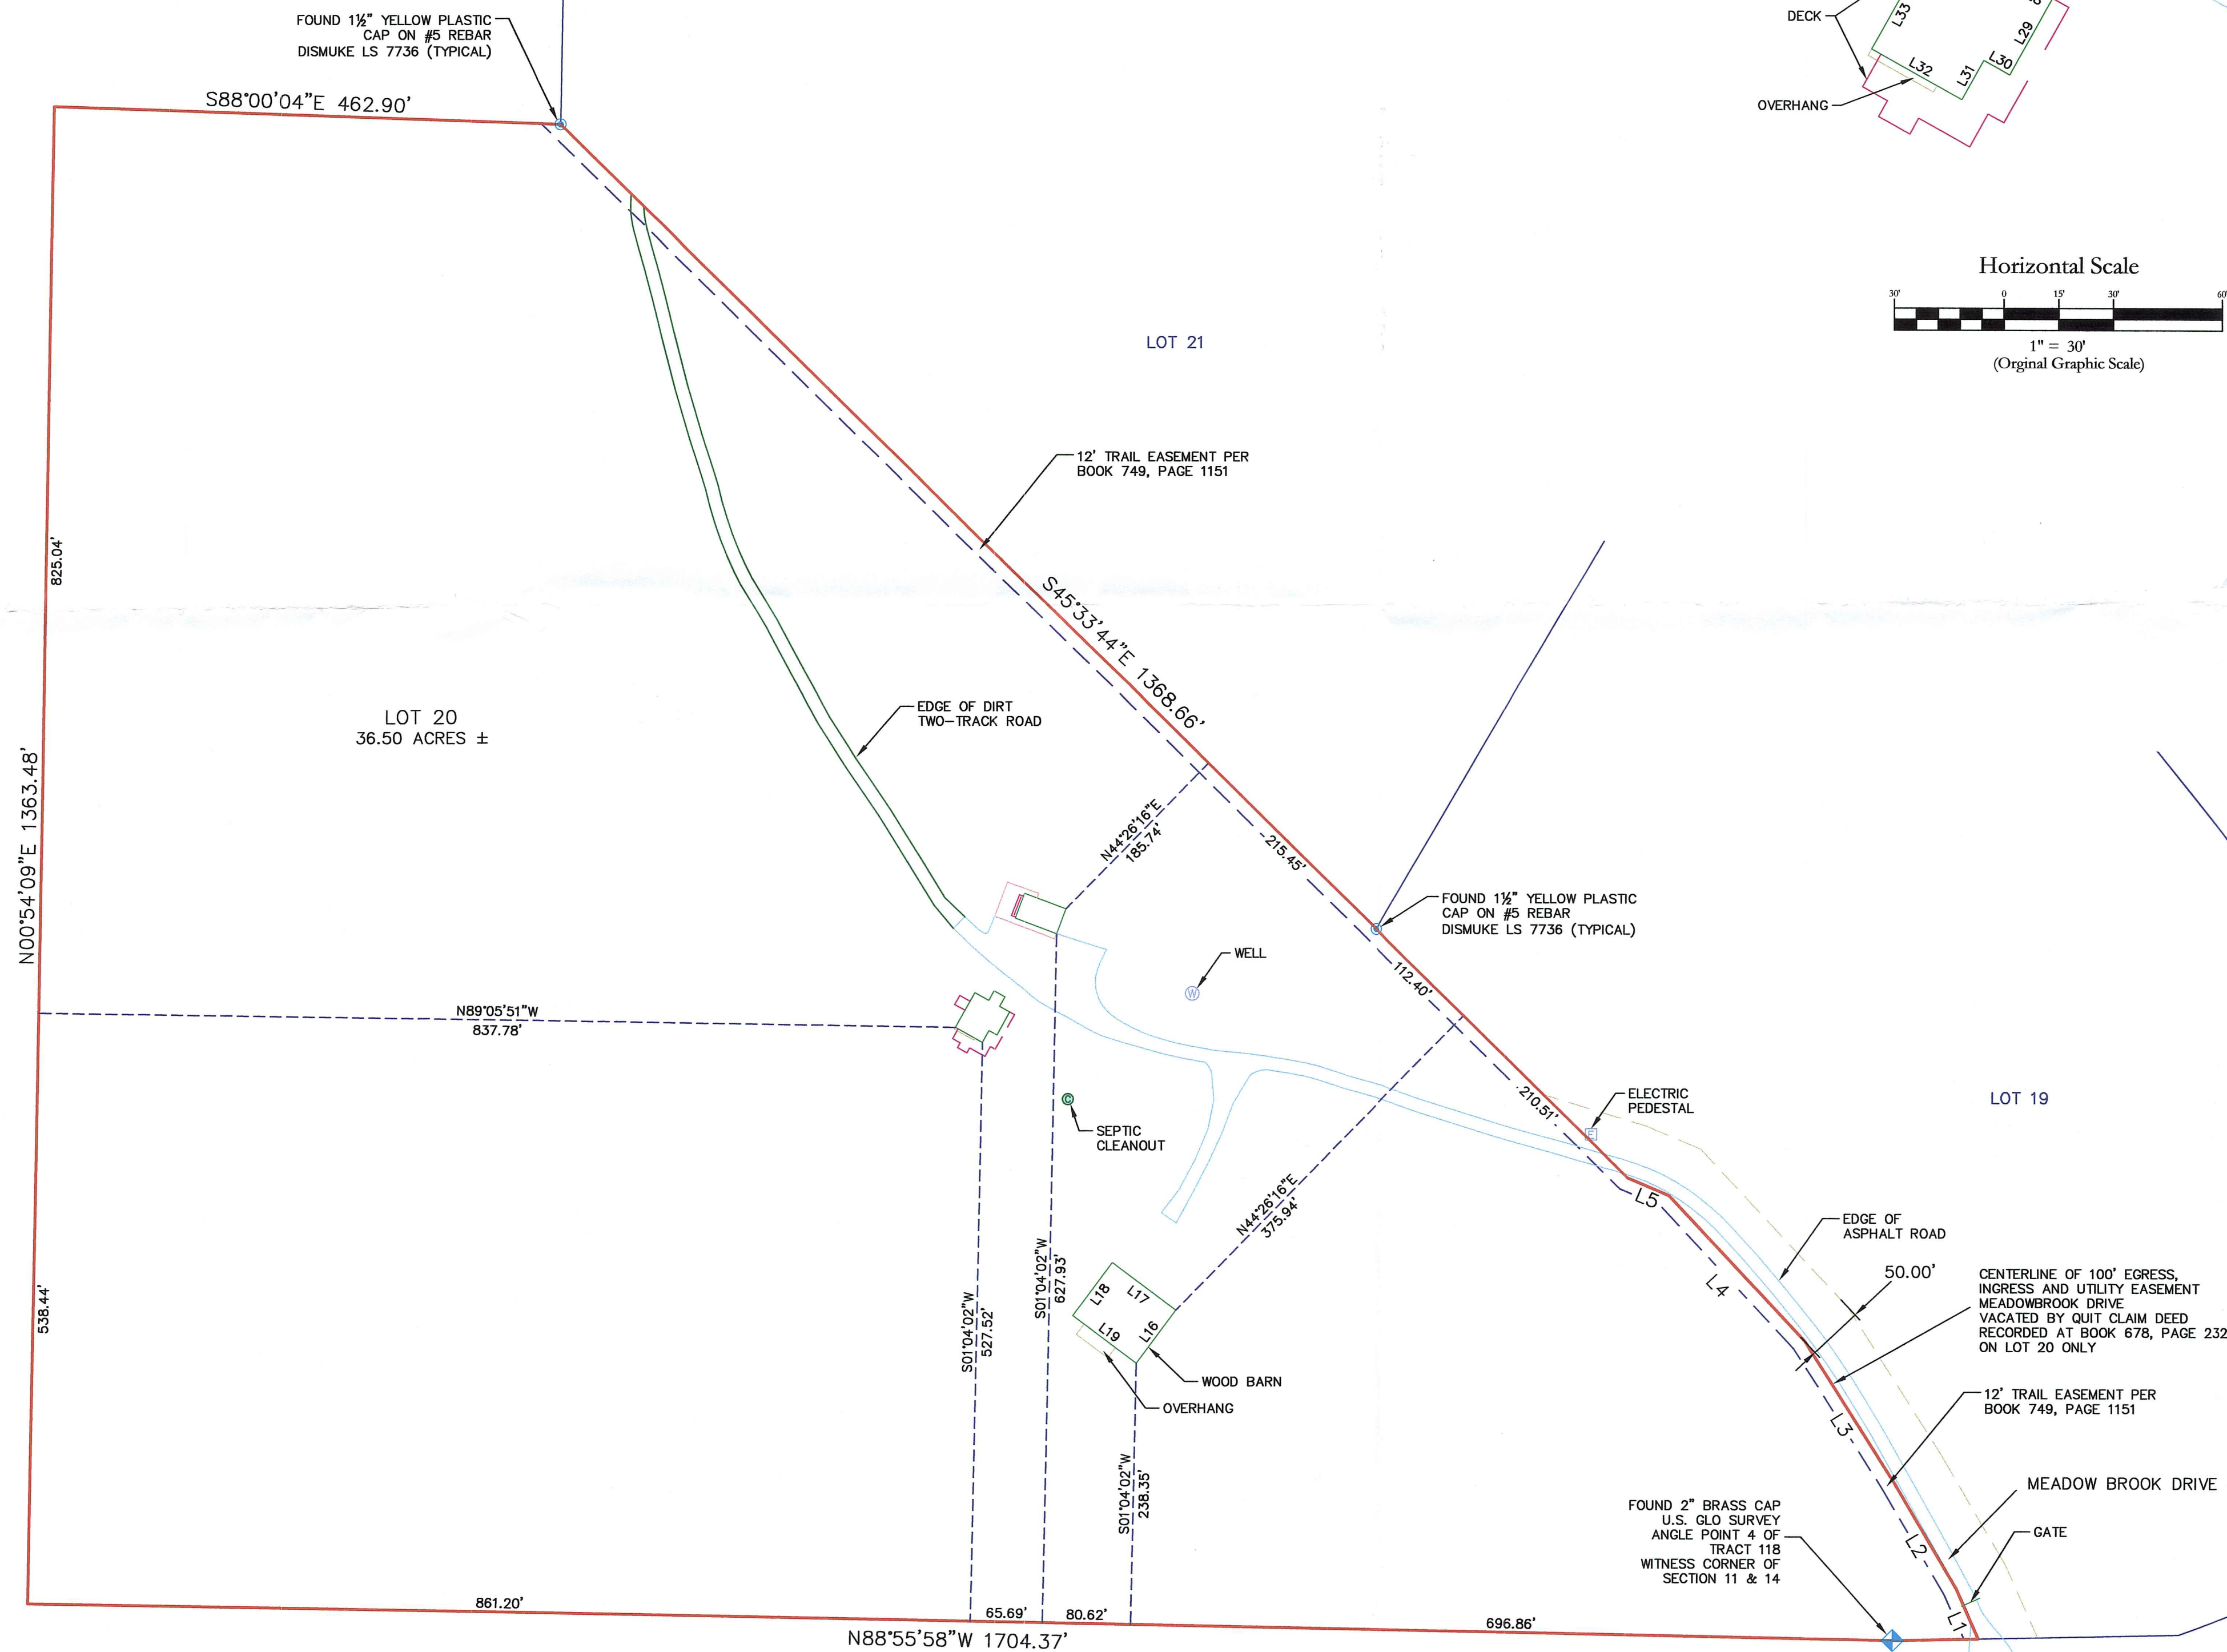 FOUND 1½" YELLOW PLASTIC
CAP ON #5 REBAR
DISMUKE LS 7736 (TYPICAL)
S88°00'04"E 462.90'
DECK
L33
L29
L30
L31
L32
OVERHANG
Horizontal Scale
30' 0 15' 30' 60'
1" = 30'
(Orginal Graphic Scale)
LOT 21
12' TRAIL EASEMENT PER
BOOK 749, PAGE 1151
825.04'
S45°33'44"E 1368.66'
LOT 20
36.50 ACRES ±
EDGE OF DIRT
TWO-TRACK ROAD
N00°54'09"E 1363.48'
N44°26'16"E
185.74'
215.45'
FOUND 1½" YELLOW PLASTIC
CAP ON #5 REBAR
DISMUKE LS 7736 (TYPICAL)
WELL
W
112.40'
N89°05'51"W
837.78'
C
SEPTIC
CLEANOUT
210.51'
ELECTRIC
PEDESTAL
E
LOT 19
N44°26'16"E
375.94'
L5
EDGE OF
ASPHALT ROAD
L4
50.00'
CENTERLINE OF 100' EGRESS,
INGRESS AND UTILITY EASEMENT
MEADOWBROOK DRIVE
VACATED BY QUIT CLAIM DEED
RECORDED AT BOOK 678, PAGE 232
ON LOT 20 ONLY
538.44'
S01°04'02"W
527.52'
S01°04'02"W
627.93'
L18
L17
L19
L16
WOOD BARN
OVERHANG
L3
12' TRAIL EASEMENT PER
BOOK 749, PAGE 1151
S01°04'02"W
238.35'
MEADOW BROOK DRIVE
FOUND 2" BRASS CAP
U.S. GLO SURVEY
ANGLE POINT 4 OF
TRACT 118
WITNESS CORNER OF
SECTION 11 & 14
L2
GATE
L1
861.20'
65.69'
80.62'
696.86'
N88°55'58"W 1704.37'